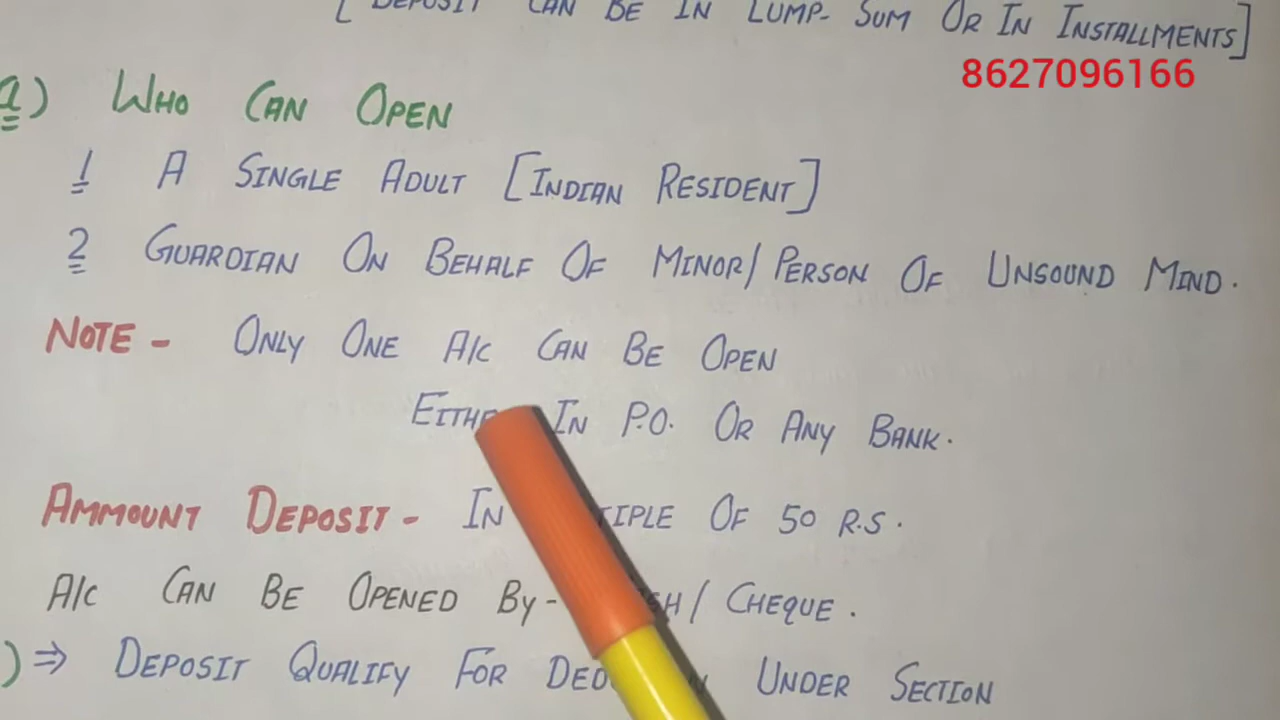 [ DEPOSIT CAN BE IN LUMP- SUM OR IN INSTALLMENTS]
8627096166
a) WHO CAN OPEN
1 A SINGLE ADULT [INDIAN RESIDENT]
2 GUARDIAN ON BEHALF OF MINOR/ PERSON OF UNSOUND MIND.
NOTE - ONLY ONE A/C CAN BE OPEN
IN P.O. OR ANY BANK.
AMMOUNT DEPOSIT - IN OF 50 R.S.
A/C CAN BE OPENED BY - / CHEQUE.
) ⇒ DEPOSIT QUALIFY FOR UNDER SECTION